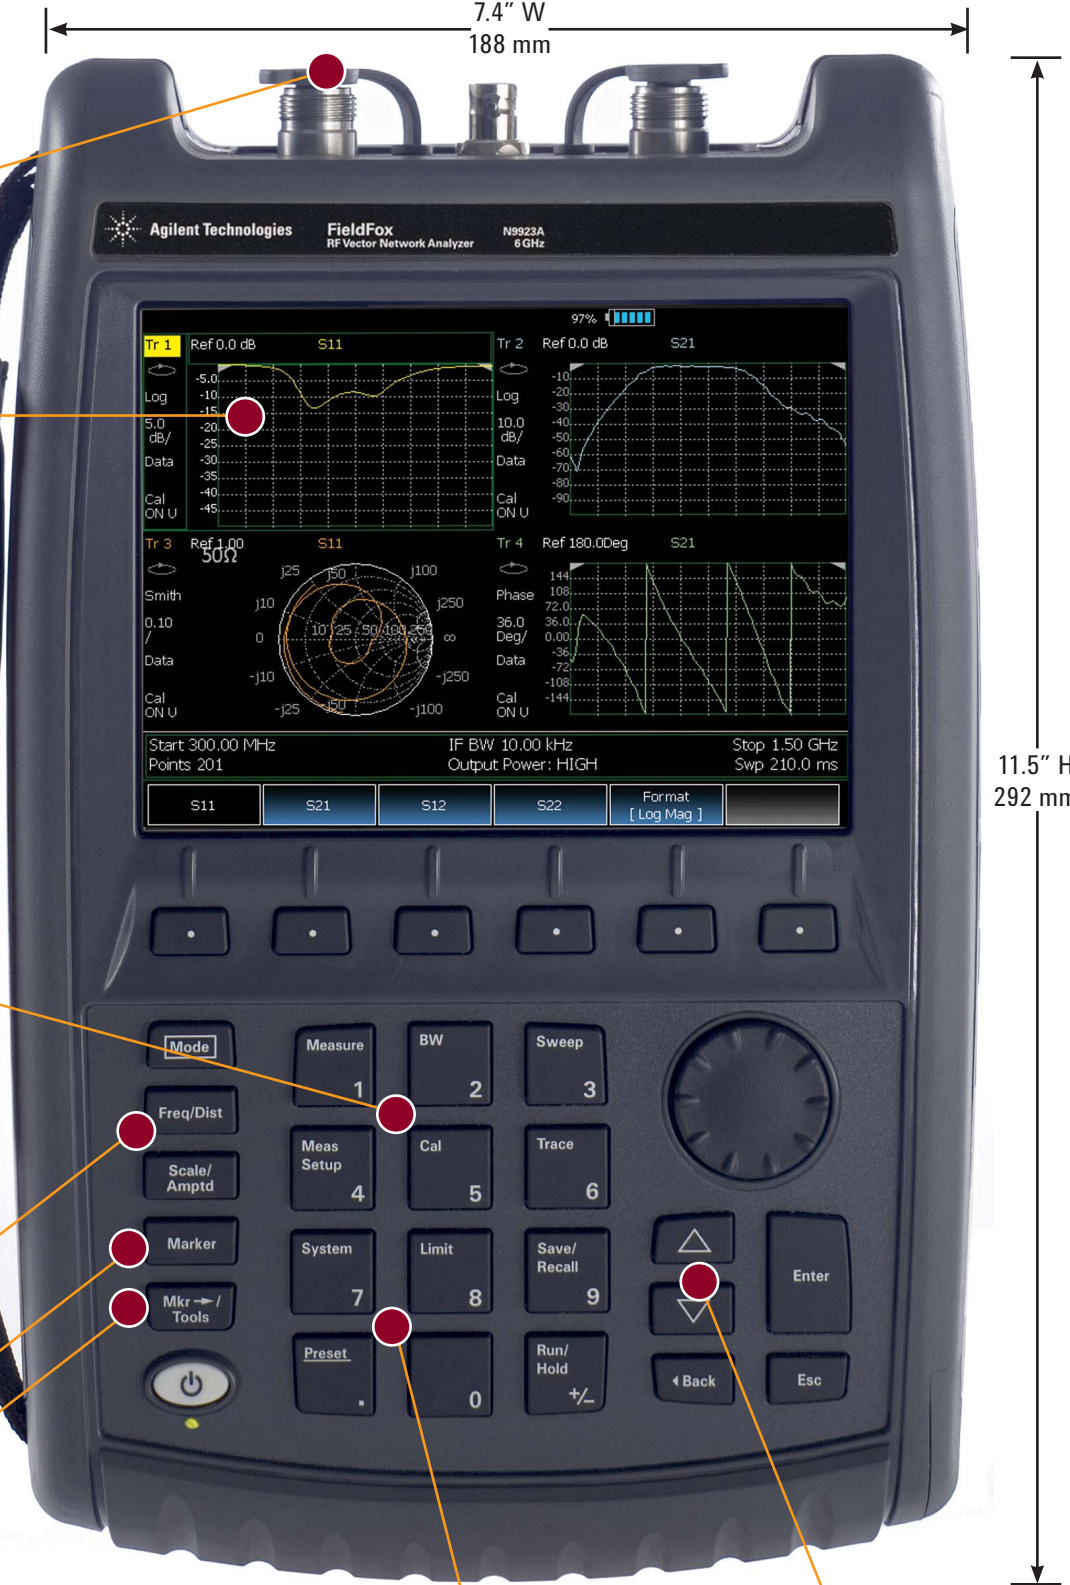 7.4” W
188 mm
Agilent Technologies
FieldFox
RF Vector Network Analyzer
N9923A
6 GHz
97%
Tr 1
Ref 0.0 dB
S11
Log
5.0
dB/
Data
Cal
ON U
-5.0
-10
-15
-20
-25
-30
-35
-40
-45
Tr 2
Ref 0.0 dB
S21
Log
10.0
dB/
Data
Cal
ON U
-10
-20
-30
-40
-50
-60
-70
-80
-90
Tr 3
Ref 1.00
S11
50Ω
Smith
0.10
/
Data
Cal
ON U
j25
j50
j100
j10
j250
0
10
25
50
100
250
∞
-j10
-j250
-j25
-j50
-j100
Tr 4
Ref 180.0Deg
S21
Phase
36.0
Deg/
Data
Cal
ON U
144
108
72.0
36.0
0.00
-36
-72
-108
-144
Start 300.00 MHz
IF BW 10.00 kHz
Stop 1.50 GHz
Points 201
Output Power: HIGH
Swp 210.0 ms
S11
S21
S12
S22
Format
[ Log Mag ]
11.5” H
292 mm
Mode
Measure
1
BW
2
Sweep
3
Freq/Dist
Scale/
Amptd
Meas
Setup
4
Cal
5
Trace
6
Marker
System
7
Limit
8
Save/
Recall
9
Enter
Mkr→/
Tools
Preset
.
0
Run/
Hold
+/−
Back
Esc